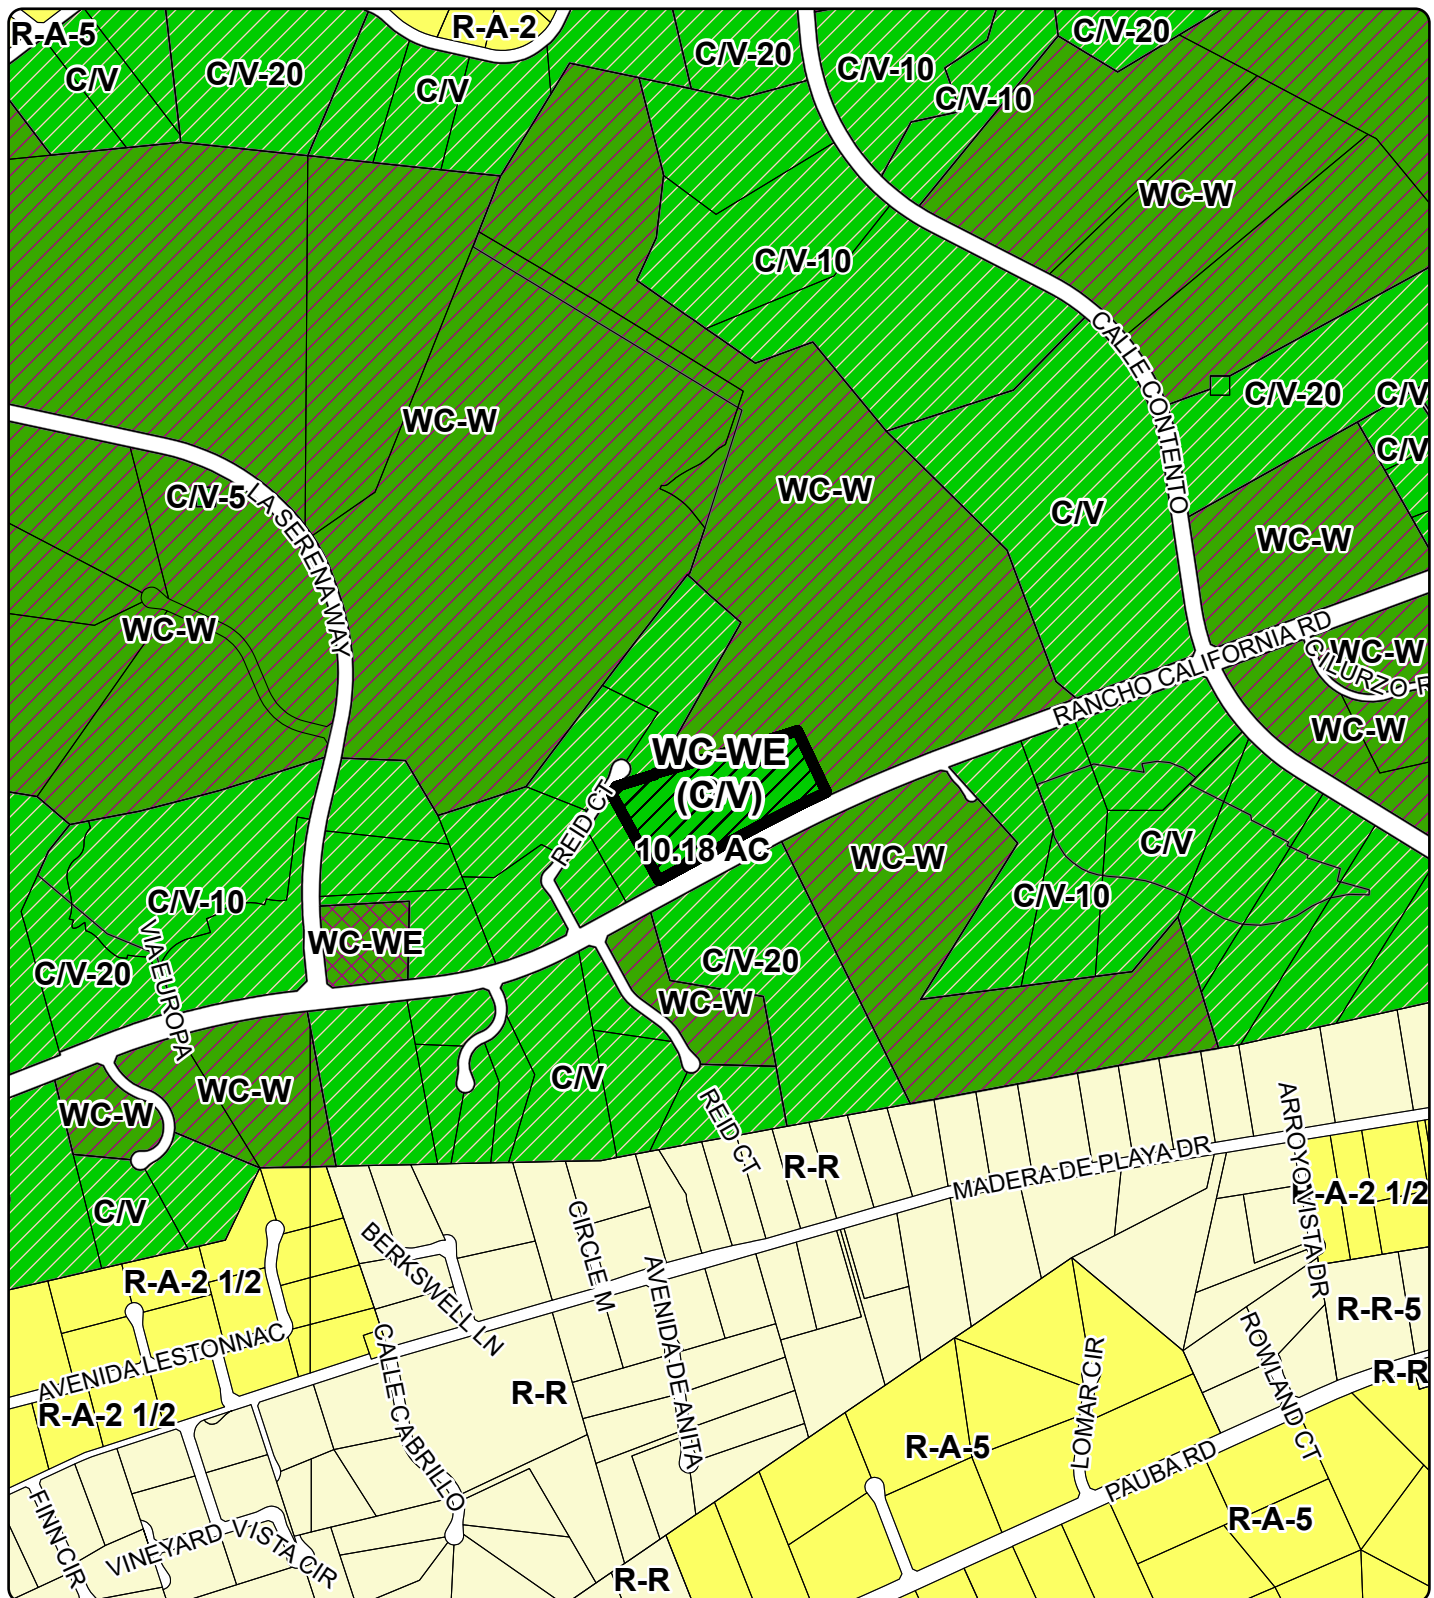 R-A-5
R-A-2
C/V-20
C/V
C/V-20
C/V
C/V-20
C/V-10
C/V-10
WC-W
C/V-10
CALLE CONTENTO
C/V-20
C/V
WC-W
C/V
WC-W
C/V-5
LA SERENA WAY
C/V
WC-W
WC-W
RANCHO CALIFORNIA RD
WC-W
CILURZO R
WC-W
WC-WE
(C/V)
10.18 AC
REID CT
WC-W
C/V
C/V-10
C/V-10
WC-WE
VIA EUROPA
C/V-20
C/V-20
WC-W
C/V
WC-W
WC-W
REID CT
R-R
MADERA DE PLAYA DR
ARROYO VISTA DR
-A-2 1/2
C/V
CIRCLE M
BERKSWELL LN
R-A-2 1/2
AVENIDA DE ANITA
R-R-5
AVENIDA LESTONNAC
CALLE CABRILLO
LOMAR CIR
ROWLAND CT
R-R
R-R
R-A-2 1/2
R-A-5
PAUBA RD
R-A-5
FINN CIR
VINEYARD VISTA CIR
R-R